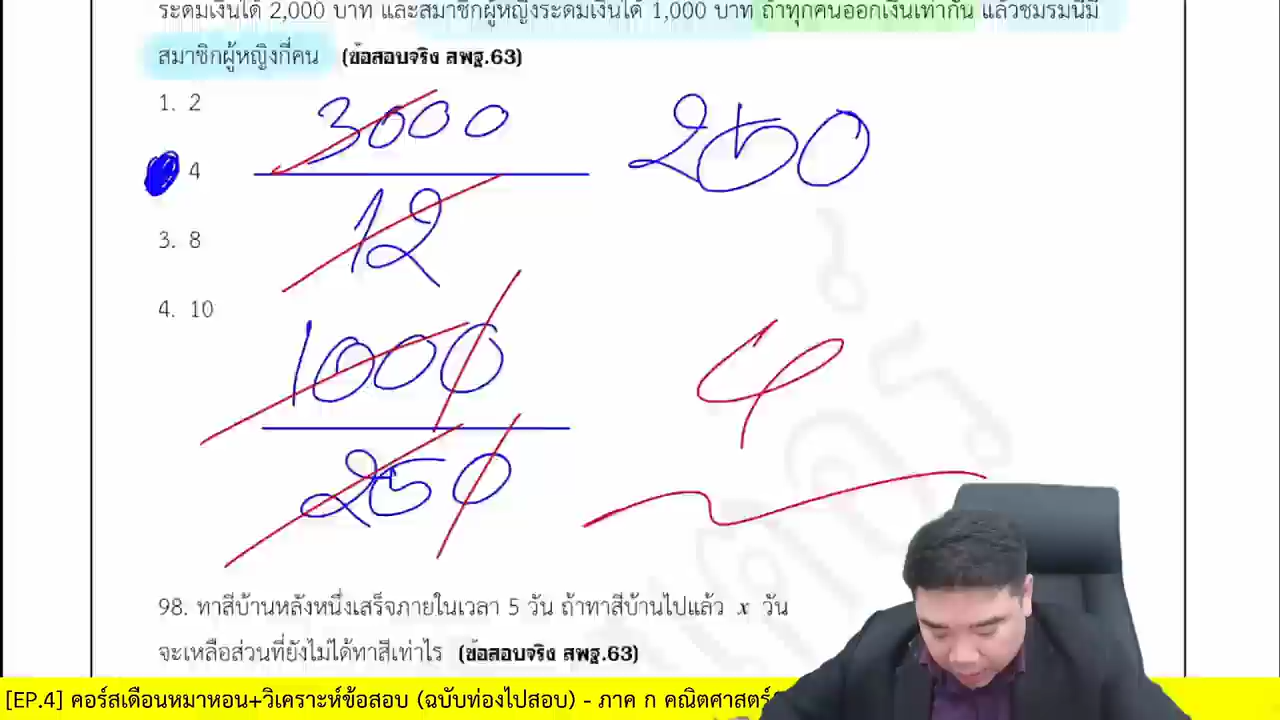 ระดมเงินได้ 2,000 บาท และสมาชิกผู้หญิงระดมเงินได้ 1,000 บาท ถ้าทุกคนออกเงินเท่ากัน แล้วชมรมนี้มี
สมาชิกผู้หญิงกี่คน (ข้อสอบจริง สพฐ.63)
1. 2
4
3. 8
4. 10
3000
12
250
1000
250
4
98. ทาสีบ้านหลังหนึ่งเสร็จภายในเวลา 5 วัน ถ้าทาสีบ้านไปแล้ว x วัน
จะเหลือส่วนที่ยังไม่ได้ทาสีเท่าไร (ข้อสอบจริง สพฐ.63)
[EP.4] คอร์สเดือนหมาหอน+วิเคราะห์ข้อสอบ (ฉบับท่องไปสอบ) - ภาค ก คณิตศาสตร์